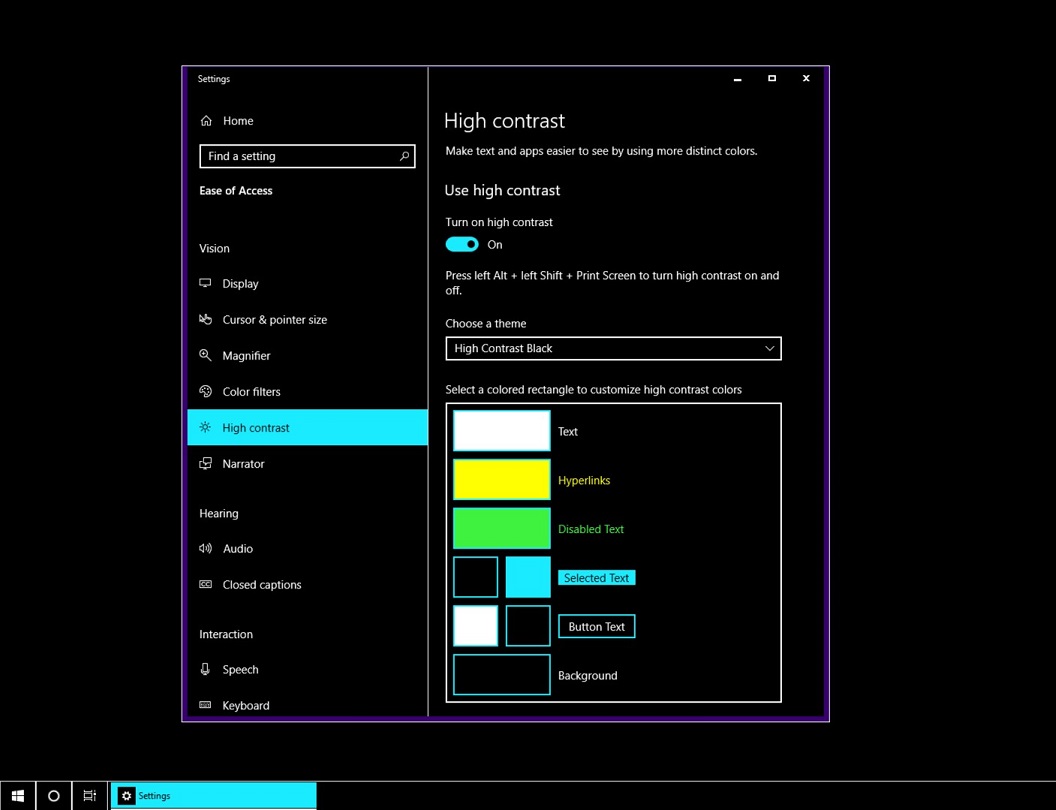 Settings
Home
Find a setting
Ease of Access
Vision
Display
Cursor & pointer size
Magnifier
Color filters
High contrast
Narrator
Hearing
Audio
Closed captions
Interaction
Speech
Keyboard
High contrast
Make text and apps easier to see by using more distinct colors.
Use high contrast
Turn on high contrast
On
Press left Alt + left Shift + Print Screen to turn high contrast on and
off.
Choose a theme
High Contrast Black
Select a colored rectangle to customize high contrast colors
Text
Hyperlinks
Disabled Text
Selected Text
Button Text
Background
Settings